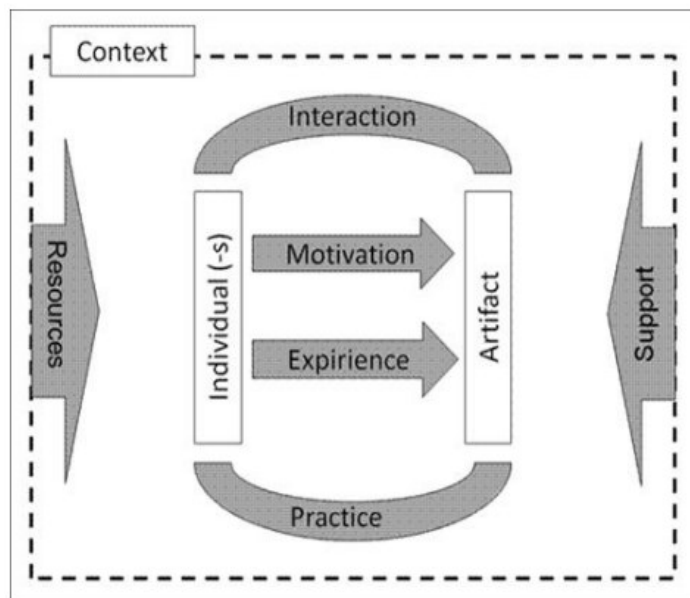 Context
Interaction
Resources
Individual (-s)
Motivation
Expirience
Artifact
Support
Practice